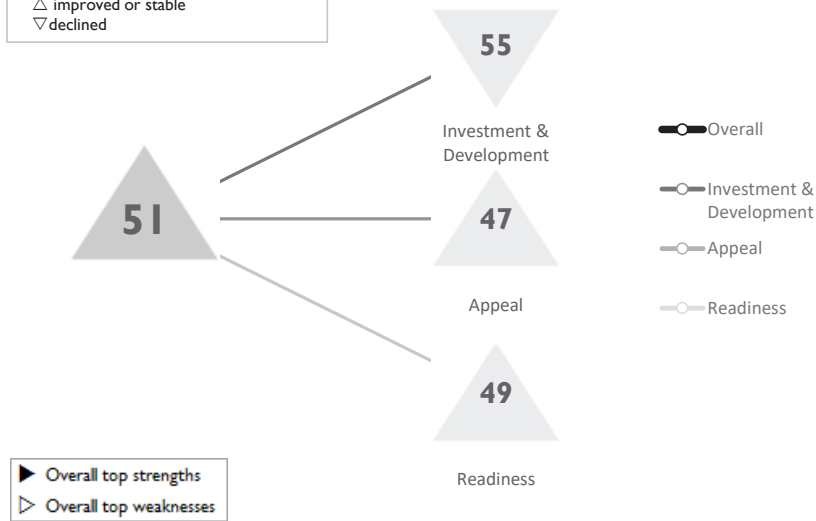 △ improved or stable
▽ declined
55
Investment &
Development
51
47
Appeal
49
Readiness
Overall
Investment &
Development
Appeal
Readiness
▶ Overall top strengths
▷ Overall top weaknesses